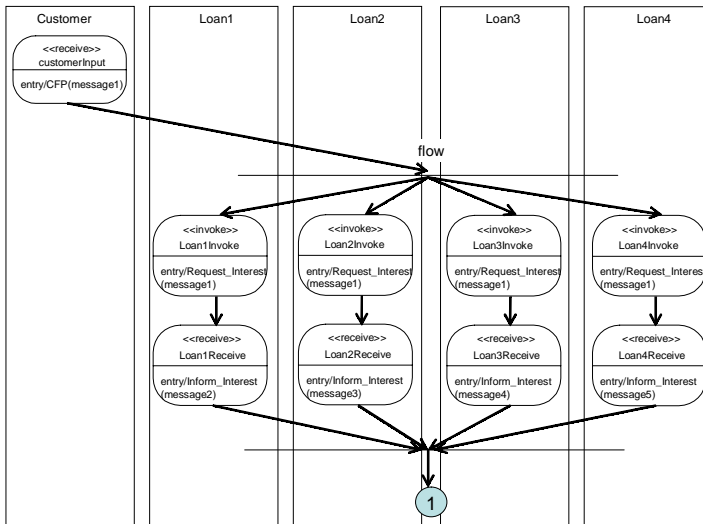 Customer
Loan1
Loan2
Loan3
Loan4
<<receive>>
customerInput
entry/CFP(message1)
flow
<<invoke>>
Loan1Invoke
entry/Request_Interest
(message1)
<<invoke>>
Loan2Invoke
entry/Request_Interest
(message1)
<<invoke>>
Loan3Invoke
entry/Request_Interest
(message1)
<<invoke>>
Loan4Invoke
entry/Request_Interest
(message1)
<<receive>>
Loan1Receive
entry/Inform_Interest
(message2)
<<receive>>
Loan2Receive
entry/Inform_Interest
(message3)
<<receive>>
Loan3Receive
entry/Inform_Interest
(message4)
<<receive>>
Loan4Receive
entry/Inform_Interest
(message5)
1